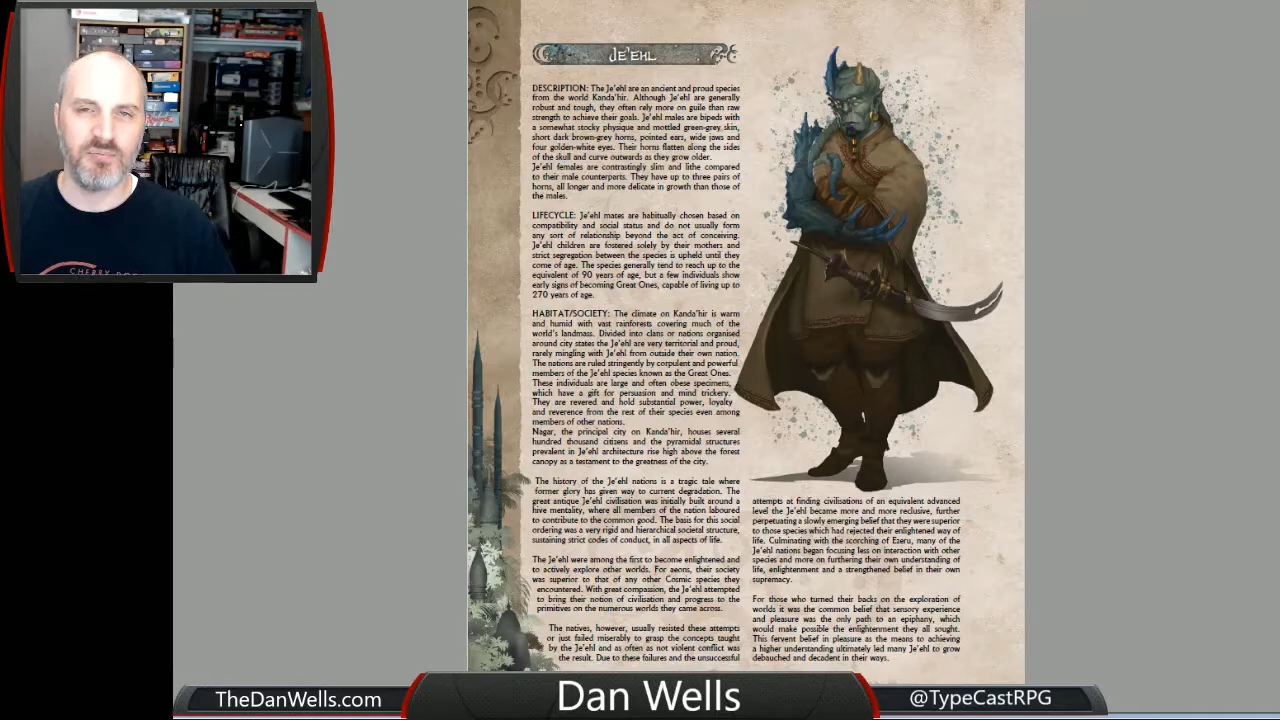 JE'EHL
DESCRIPTION: The Je'ehl are an ancient and proud species
from the world Kanda'hir. Although Je'ehl are generally
robust and tough, they often rely more on guile than raw
strength to achieve their goals. Je'ehl males are bipeds with
a somewhat stocky physique and mottled green-grey skin,
short dark brown-grey horns, pointed ears, wide jaws and
four golden-white eyes. Their horns flatten along the sides
of the skull and curve outwards as they grow older.
Je'ehl females are contrastingly slim and lithe compared
to their male counterparts. They have up to three pairs of
horns, all longer and more delicate in growth than those of
the males.
LIFECYCLE: Je'ehl mates are habitually chosen based on
compatibility and social status and do not usually form
any sort of relationship beyond the act of conceiving.
Je'ehl children are fostered solely by their mothers and
strict segregation between the species is upheld until they
come of age. The species generally tend to reach up to the
equivalent of 90 years of age, but a few individuals show
early signs of becoming Great Ones, capable of living up to
270 years of age.
HABITAT/SOCIETY: The climate on Kanda'hir is warm
and humid with vast rainforests covering much of the
world's landmass. Divided into clans or nations organised
around city states the Je'ehl are very territorial and proud,
rarely mingling with Je'ehl from outside their own nation.
The nations are ruled stringently by corpulent and powerful
members of the Je'ehl species known as the Great Ones.
These individuals are large and often obese specimens,
which have a gift for persuasion and mind trickery.
They are revered and hold substantial power, loyalty
and reverence from the rest of their species even among
members of other nations.
Nagar, the principal city on Kanda'hir, houses several
hundred thousand citizens and the pyramidal structures
prevalent in Je'ehl architecture rise high above the forest
canopy as a testament to the greatness of the city.
The history of the Je'ehl nations is a tragic tale where
former glory has given way to current degradation. The
great antique Je'ehl civilisation was initially built around a
hive mentality, where all members of the nation laboured
to contribute to the common good. The basis for this social
ordering was a very rigid and hierarchical societal structure,
sustaining strict codes of conduct, in all aspects of life.
The Je'ehl were among the first to become enlightened and
to actively explore other worlds. For aeons, their society
was superior to that of any other Cosmic species they
encountered. With great compassion, the Je'ehl attempted
to bring their notion of civilisation and progress to the
primitives on the numerous worlds they came across.
The natives, however, usually resisted these attempts
or just failed miserably to grasp the concepts taught
by the Je'ehl and as often as not violent conflict was
the result. Due to these failures and the unsuccessful
attempts at finding civilisations of an equivalent advanced
level the Je'ehl became more and more reclusive, further
perpetuating a slowly emerging belief that they were superior
to those species which had rejected their enlightened way of
life. Culminating with the scorching of Ezeru, many of the
Je'ehl nations began focusing less on interaction with other
species and more on furthering their own understanding of
life, enlightenment and a strengthened belief in their own
supremacy.
For those who turned their backs on the exploration of
worlds it was the common belief that sensory experience
and pleasure was the only path to an epiphany, which
would make possible the enlightenment they all sought.
This fervent belief in pleasure as the means to achieving
a higher understanding ultimately led many Je'ehl to grow
debauched and decadent in their ways.
CHERRY
TheDanWells.com
Dan Wells
@TypeCastRPG